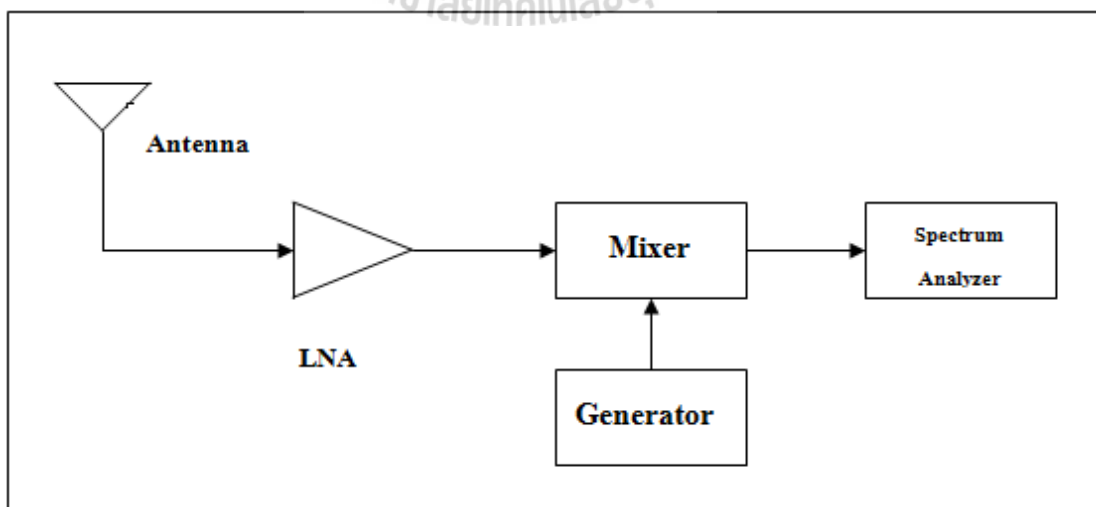 Antenna
LNA
Mixer
Generator
Spectrum
Analyzer